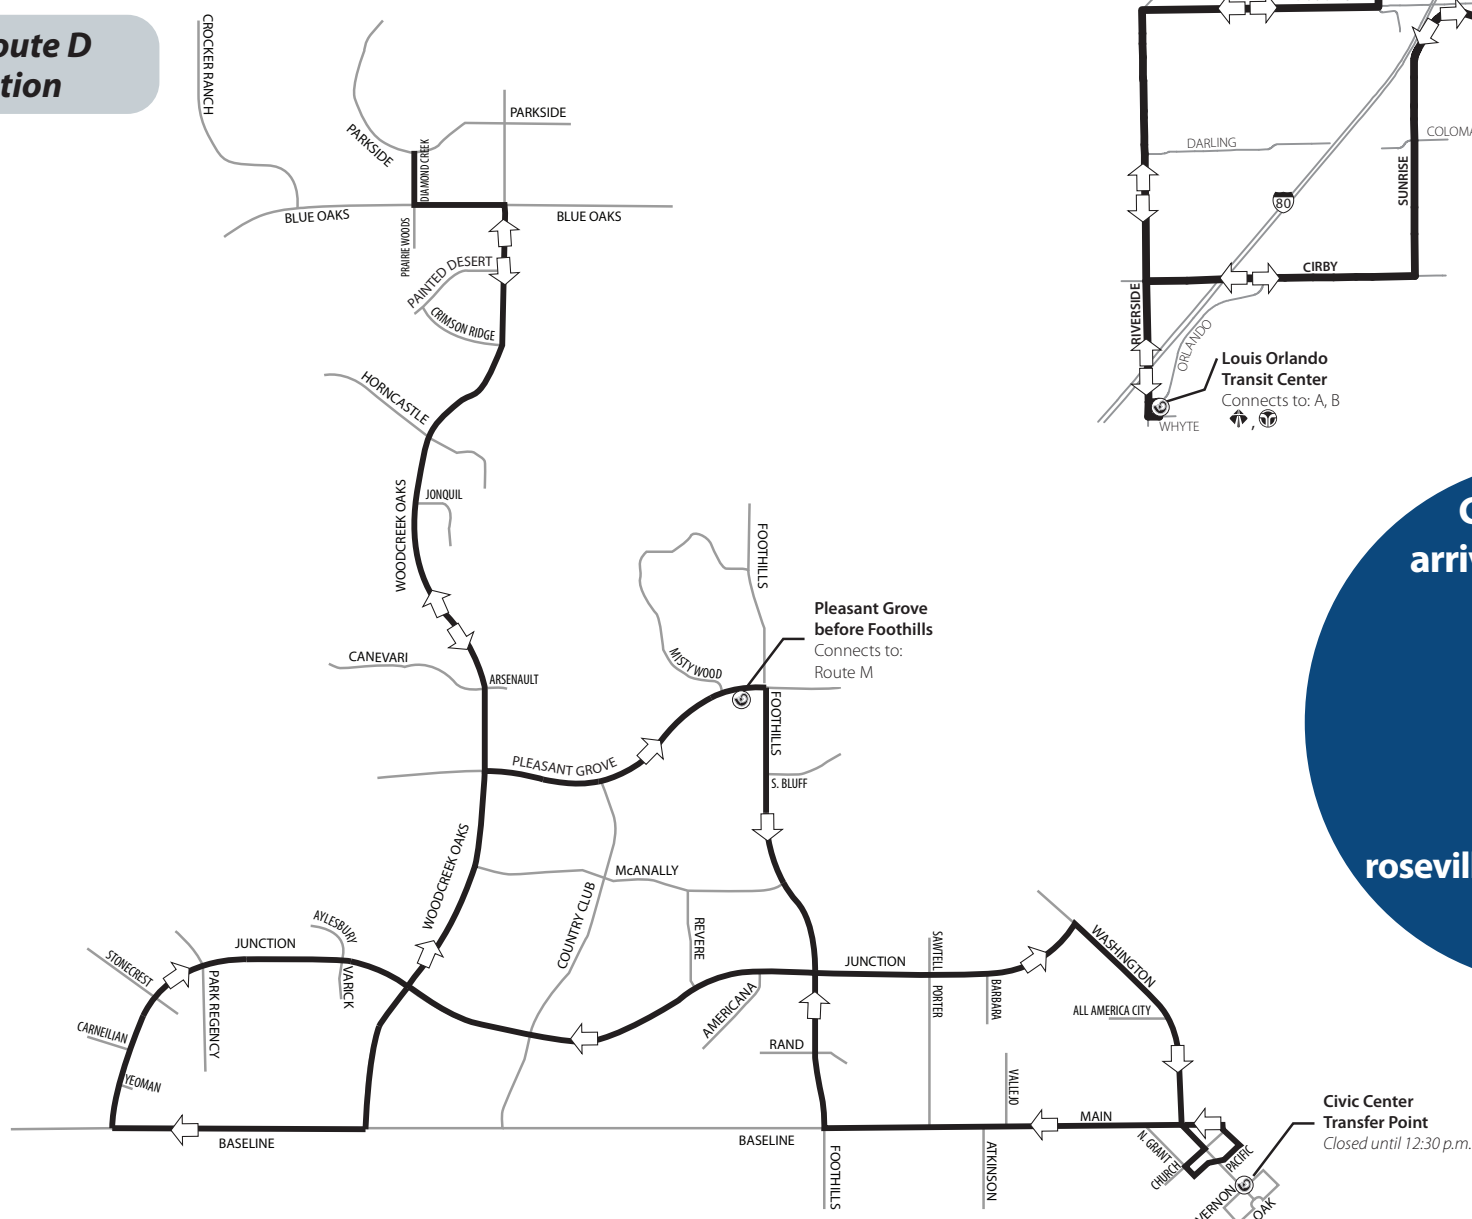 oute D
tion
CROCKER RANCH
PARKSIDE
PARKSIDE
DIAMOND CREEK
BLUE OAKS
BLUE OAKS
PRAIRIE WOODS
PAINTED DESERT
CRIMSON RIDGE
HORNCASTLE
WOODCREEK OAKS
JONQUIL
CANEVARI
ARSENAULT
FOOTHILLS
MISTYWOOD
Pleasant Grove
before Foothills
Connects to:
Route M
PLEASANT GROVE
FOOTHILLS
S. BLUFF
WOODCREEK OAKS
McANALLY
COUNTRY CLUB
REVERE
AYLESBURY
JUNCTION
STONECREST
PARK REGENCY
VARICK
CARNEILIAN
YEOMAN
BASELINE
AMERICANA
RAND
JUNCTION
SAWTELL
PORTER
BARBARA
WASHINGTON
ALL AMERICA CITY
VALLEJO
BASELINE
MAIN
FOOTHILLS
ATKINSON
N. GRANT
CHURCH
PACIFIC
VERNON
OAK
Civic Center
Transfer Point
Closed until 12:30 p.m.
DARLING
COLOMA
SUNRISE
80
CIRBY
RIVERSIDE
ORLANDO
Louis Orlando
Transit Center
Connects to: A, B
,
WHYTE
arriv
rosevill